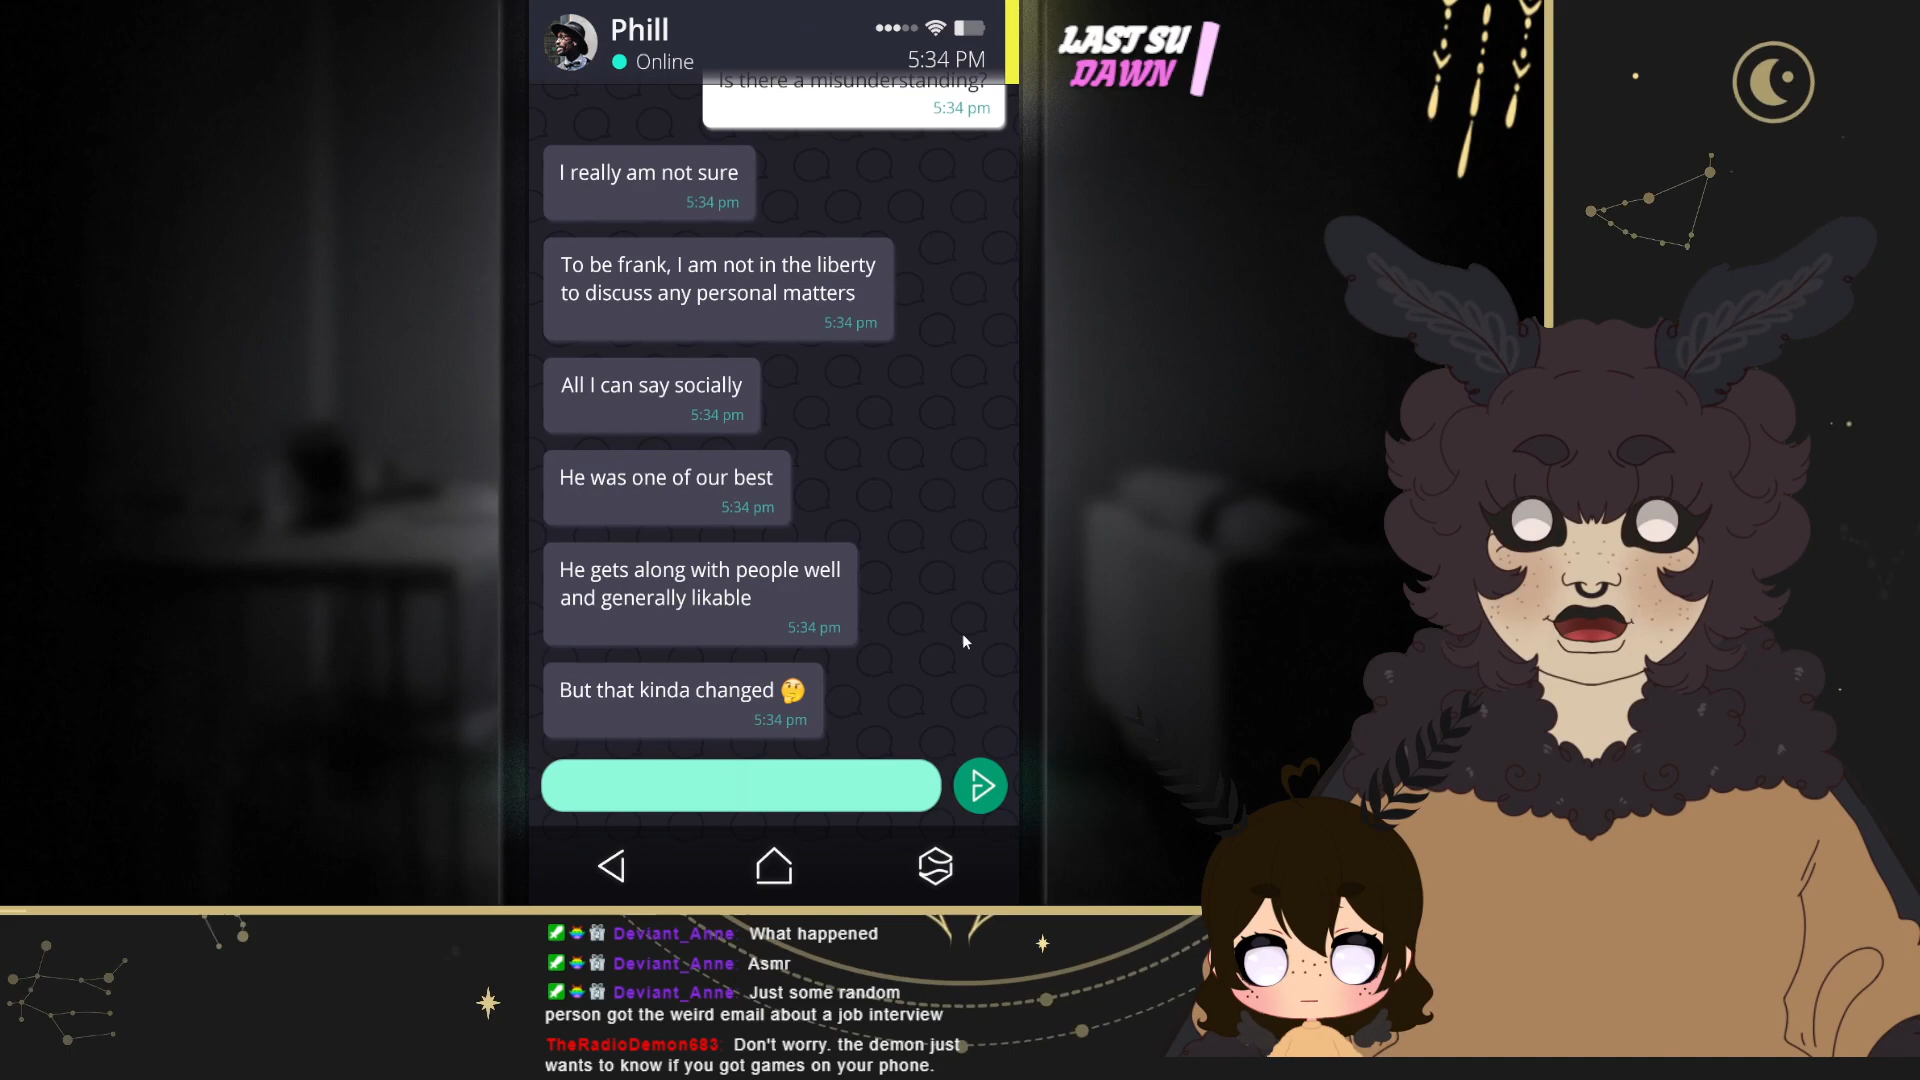 Phill
Online
5:34 PM
Is there a misunderstanding?
5:34 pm
I really am not sure
5:34 pm
To be frank, I am not in the liberty
to discuss any personal matters
5:34 pm
All I can say socially
5:34 pm
He was one of our best
5:34 pm
He gets along with people well
and generally likable
5:34 pm
But that kinda changed 🤔
5:34 pm
LAST SU
DAWN
Deviant_Anne: What happened
Deviant_Anne: Asmr
Deviant_Anne: Just some random
person got the weird email about a job interview
TheRadioDemon683: Don't worry. the demon just
wants to know if you got games on your phone.